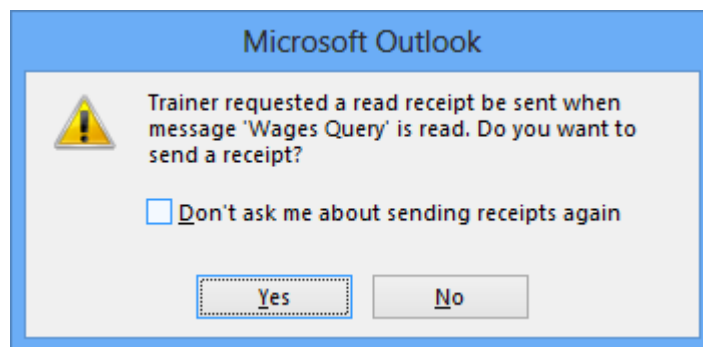 Microsoft Outlook
Trainer requested a read receipt be sent when
message 'Wages Query' is read. Do you want to
send a receipt?
Don't ask me about sending receipts again
Yes
No